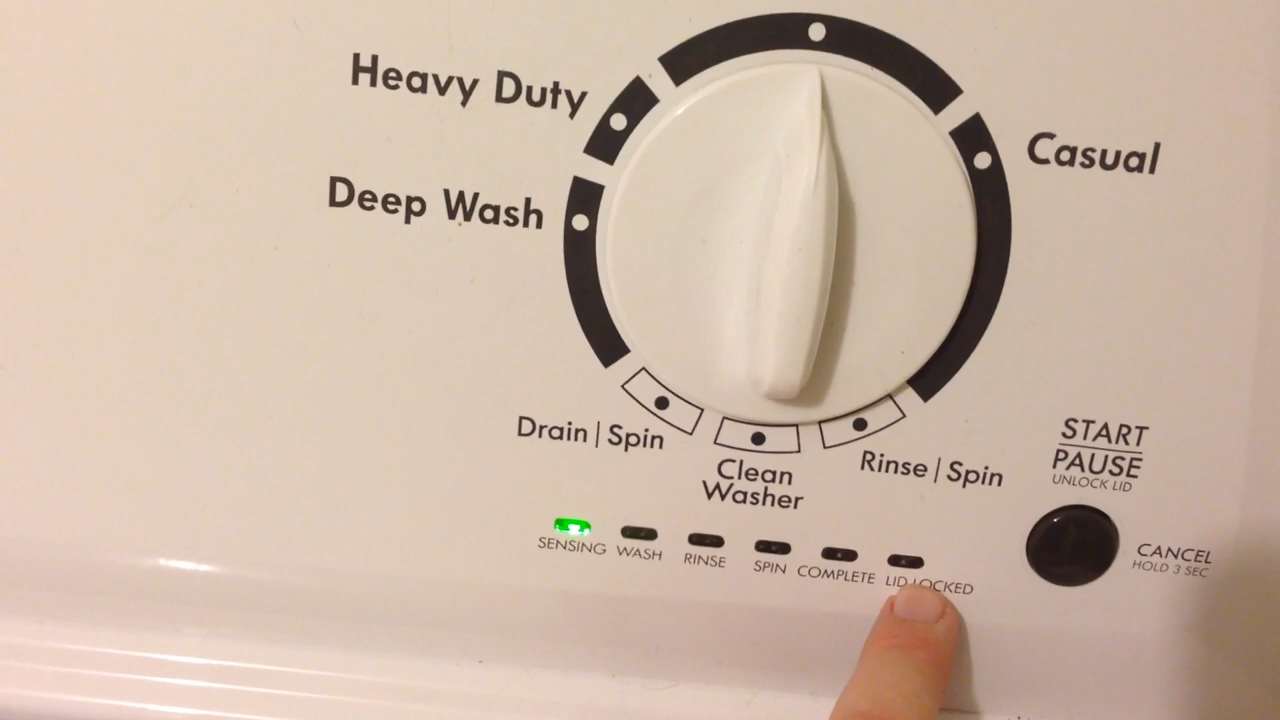 Heavy Duty
Casual
Deep Wash
Drain | Spin
Clean
Washer
Rinse | Spin
START
PAUSE
UNLOCK LID
CANCEL
HOLD 3 SEC
SENSING
WASH
RINSE
SPIN
COMPLETE
LID LOCKED